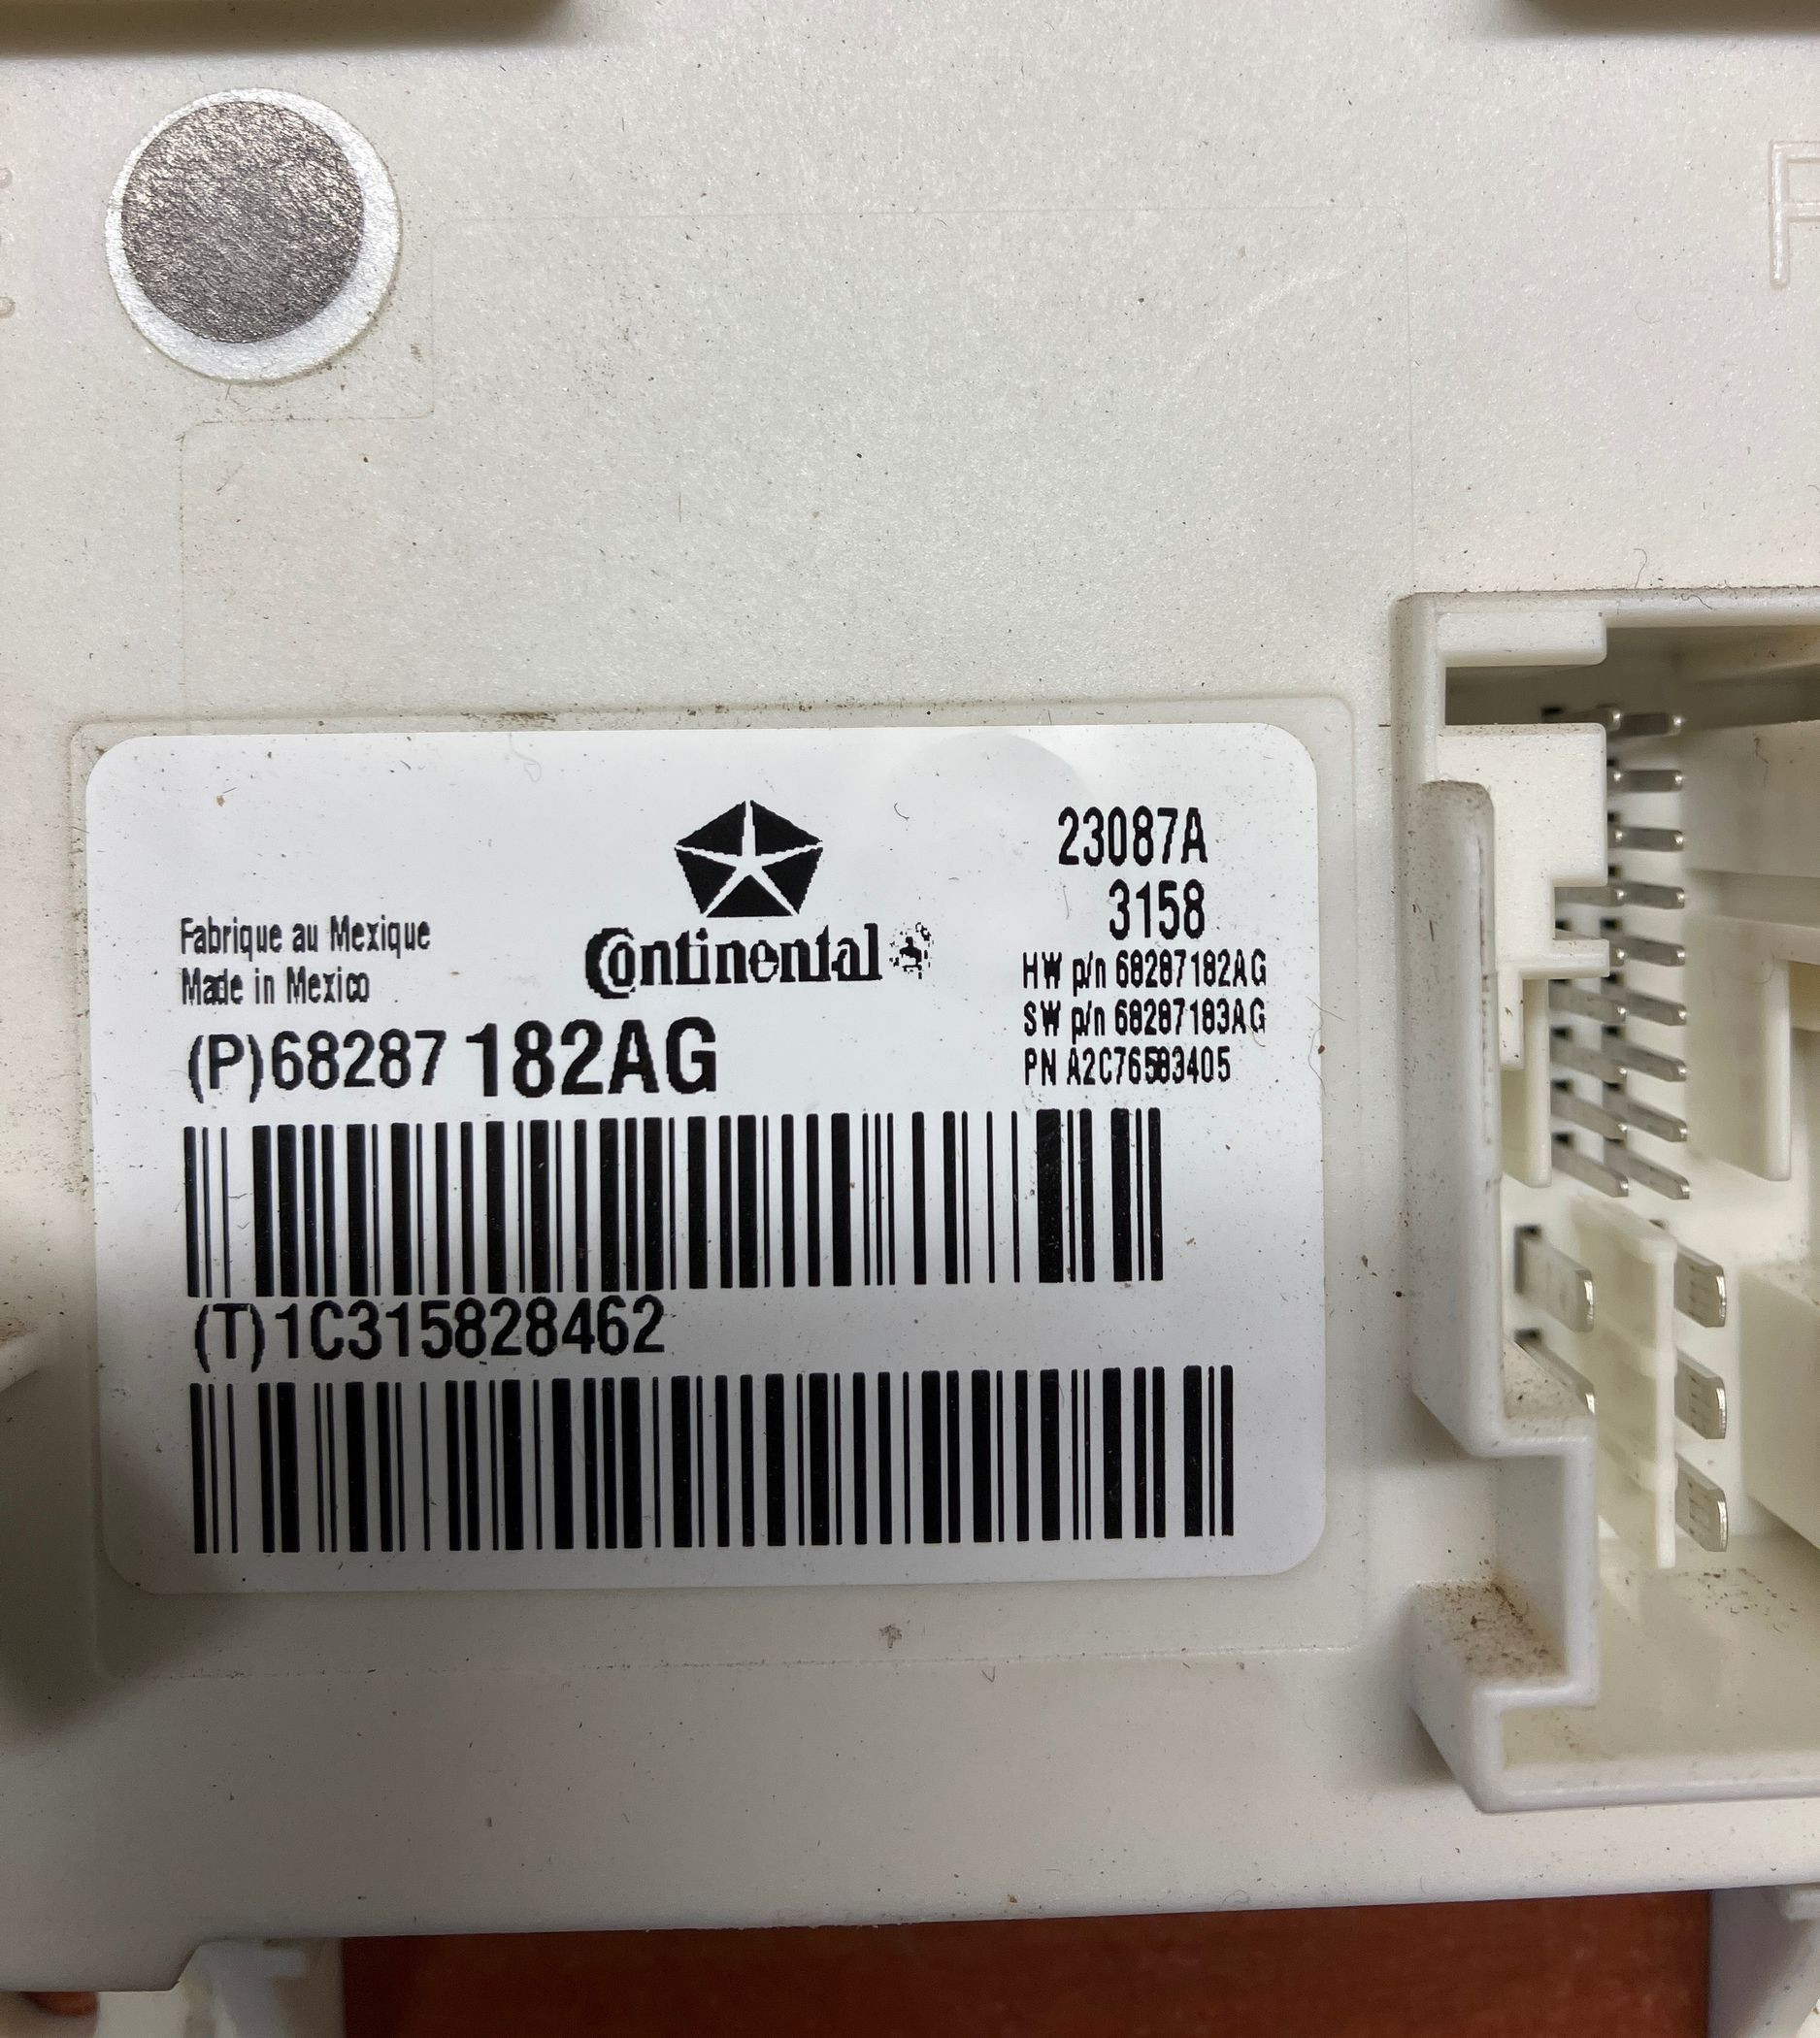 Fabrique au Mexique
Made in Mexico
Continental
23087A
3158
HW p/n 68287182AG
SW p/n 68287183AG
PN A2C76583405
(P)68287 182AG
(T)1C315828462